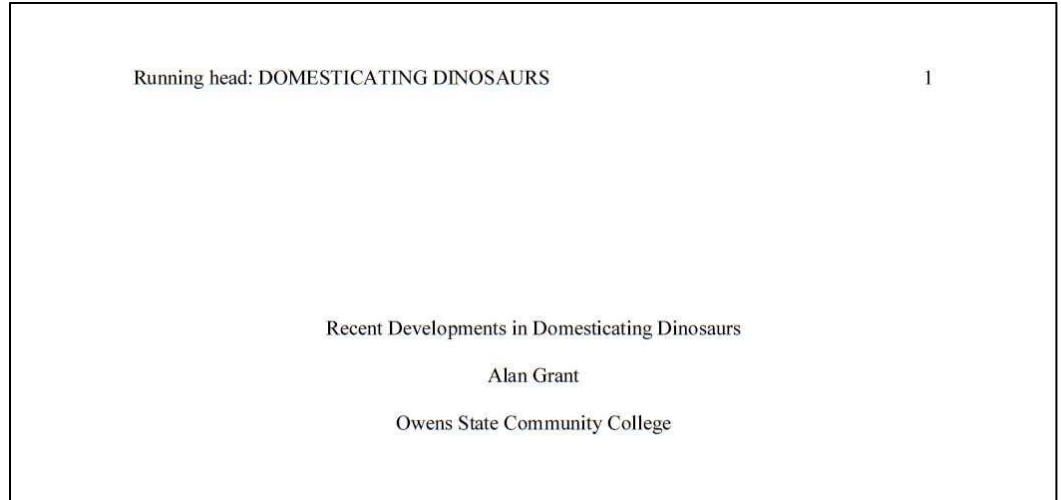 Running head: DOMESTICATING DINOSAURS 1
Recent Developments in Domesticating Dinosaurs
Alan Grant
Owens State Community College